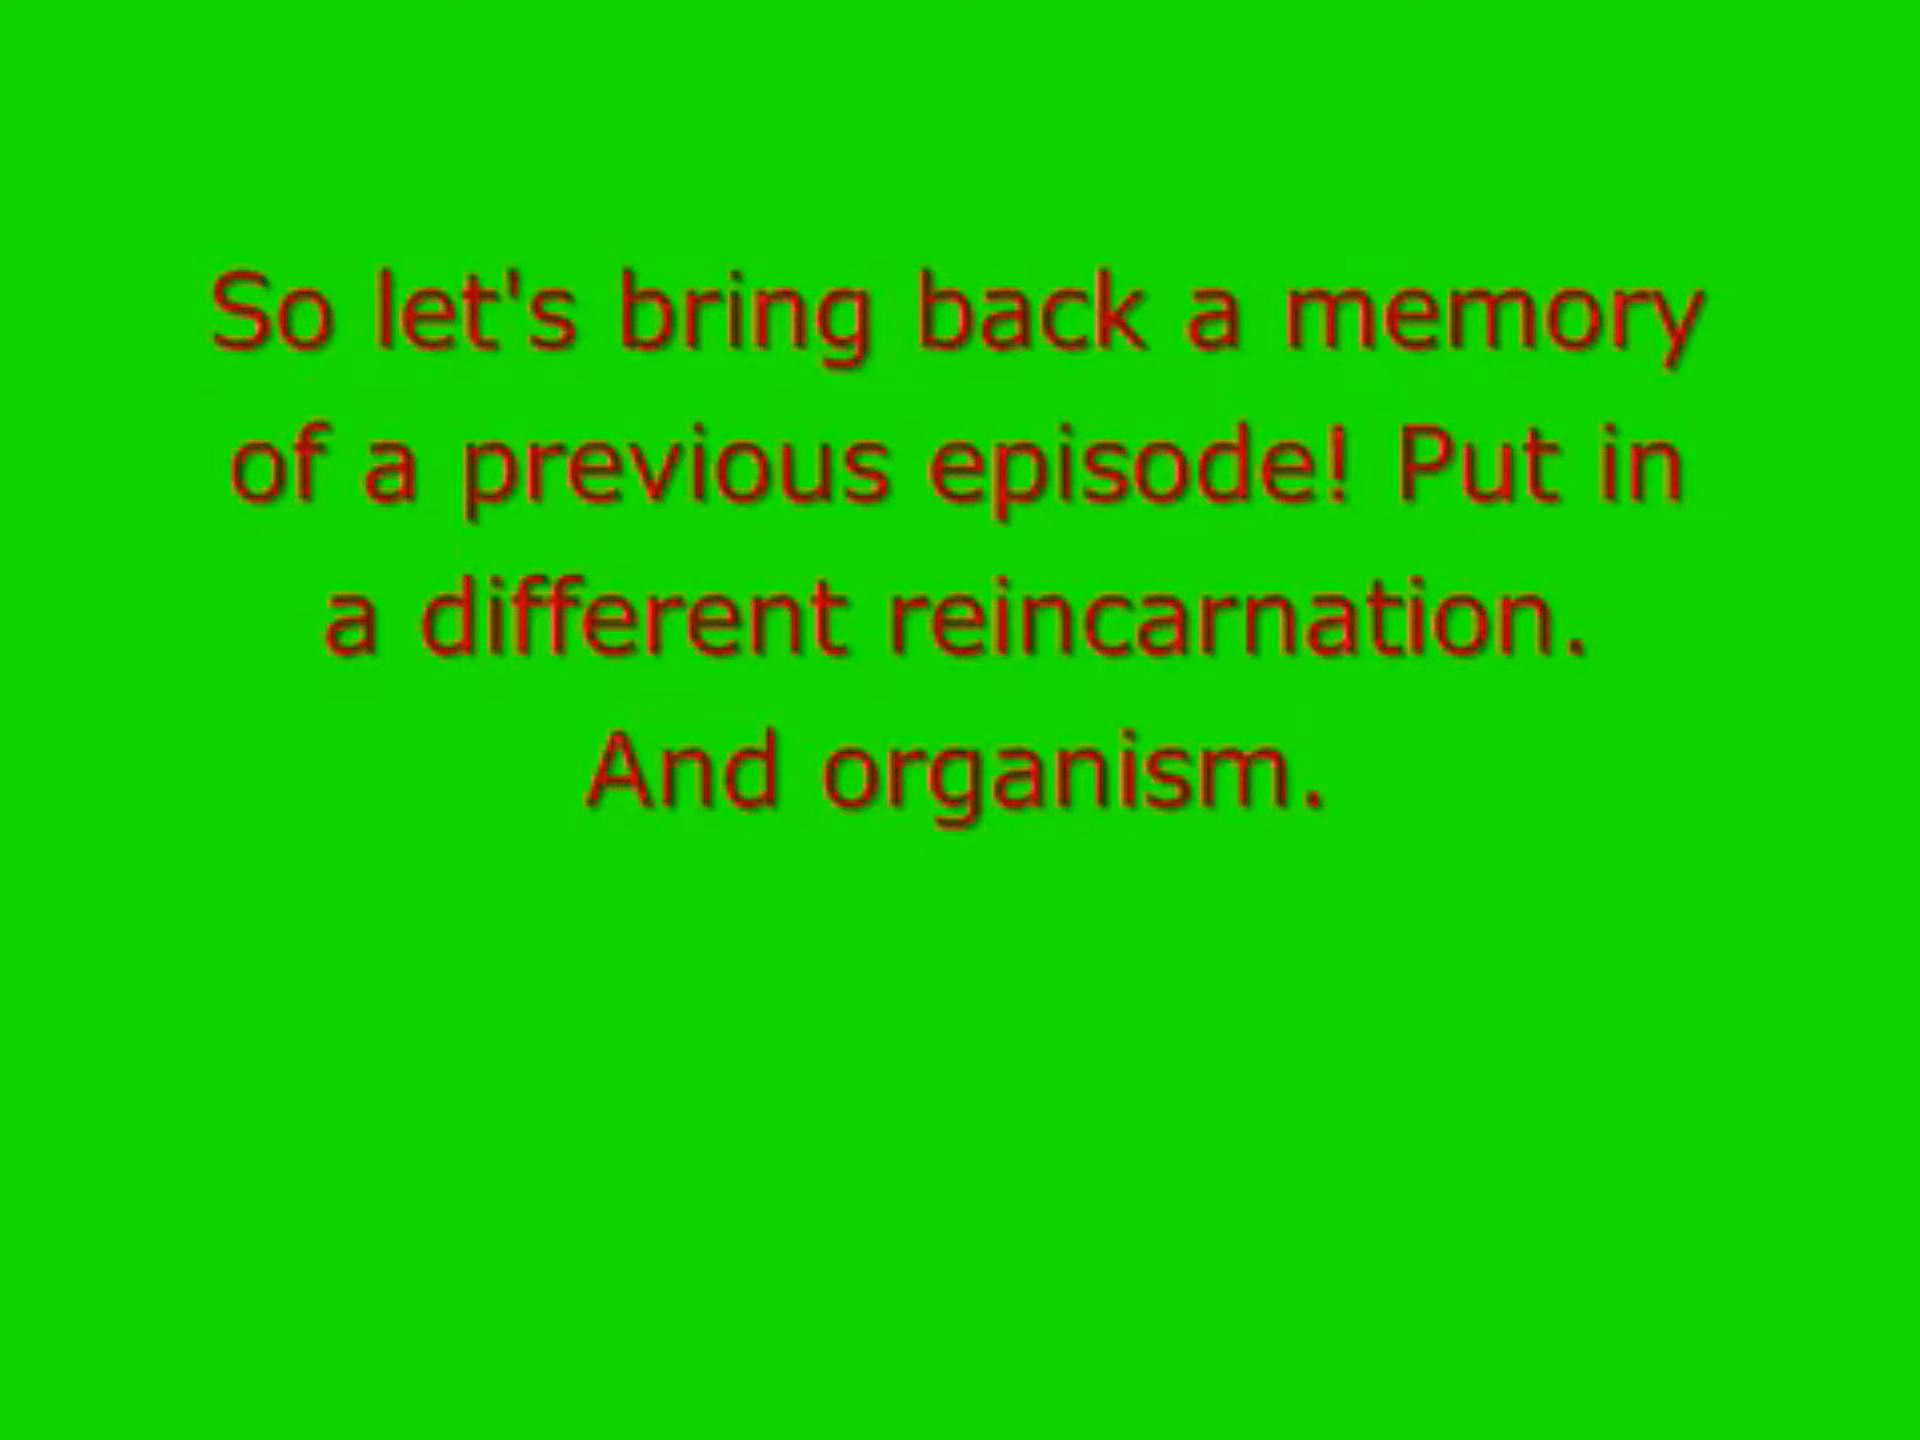 So let's bring back a memory
of a previous episode! Put in
a different reincarnation.
And organism.